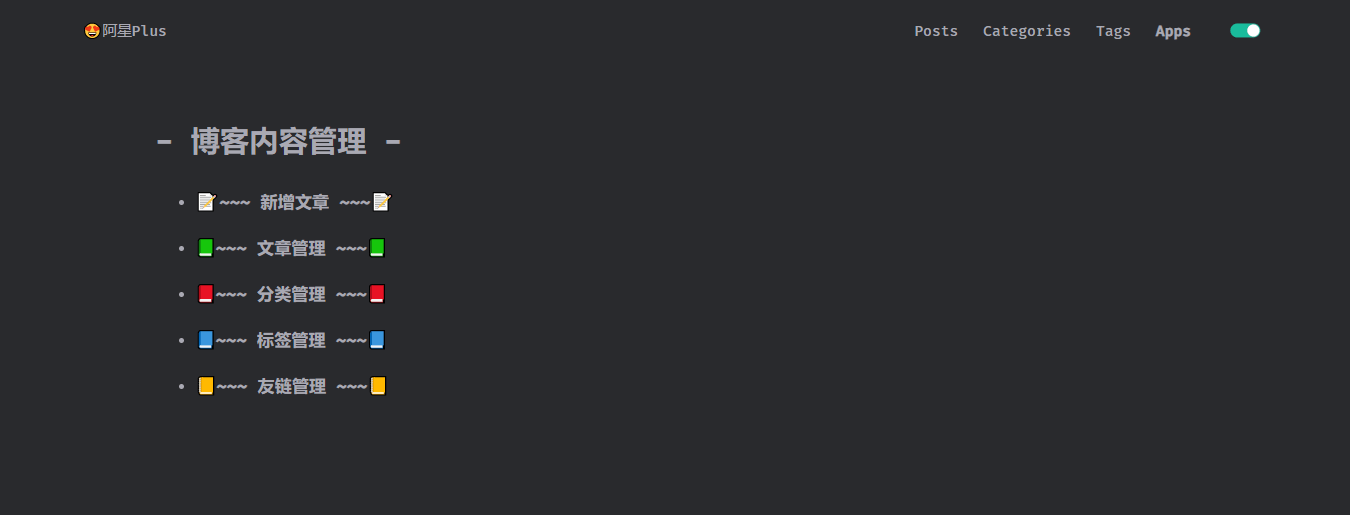 🤩阿星Plus
Posts Categories Tags Apps
- 博客内容管理 -
• 📝~~~ 新增文章 ~~~📝
• 📗~~~ 文章管理 ~~~📗
• 📕~~~ 分类管理 ~~~📕
• 📘~~~ 标签管理 ~~~📘
• 📒~~~ 友链管理 ~~~📒